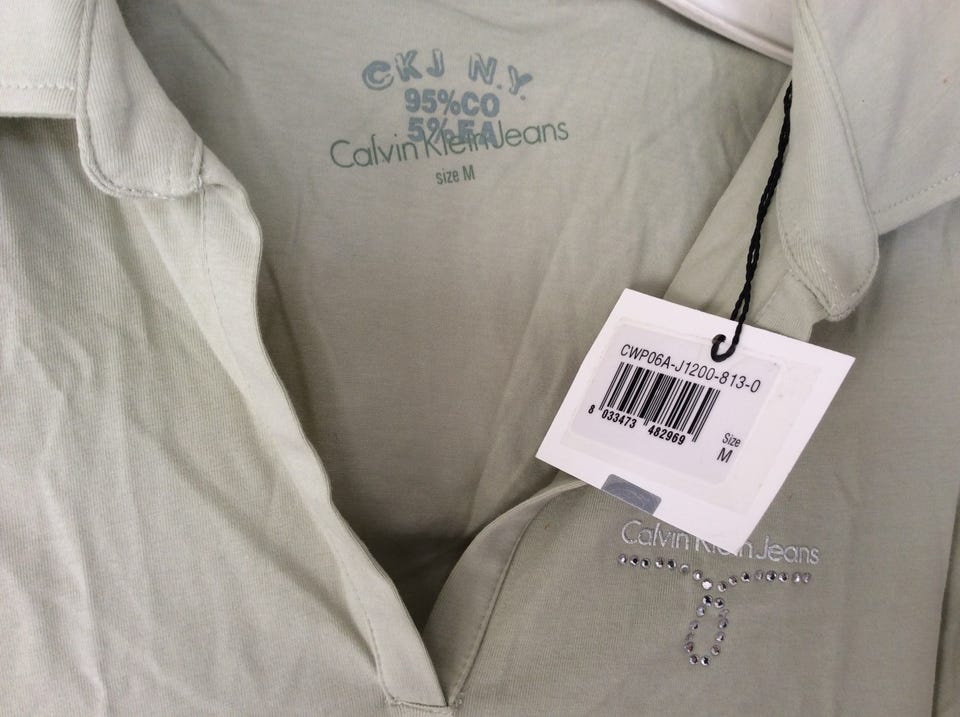 CKJ N.Y.
95%CO
5%EA
Calvin Klein Jeans
size M
CWP06A-J1200-813-0
8 033473 482969
Size
M
Calvin Klein Jeans